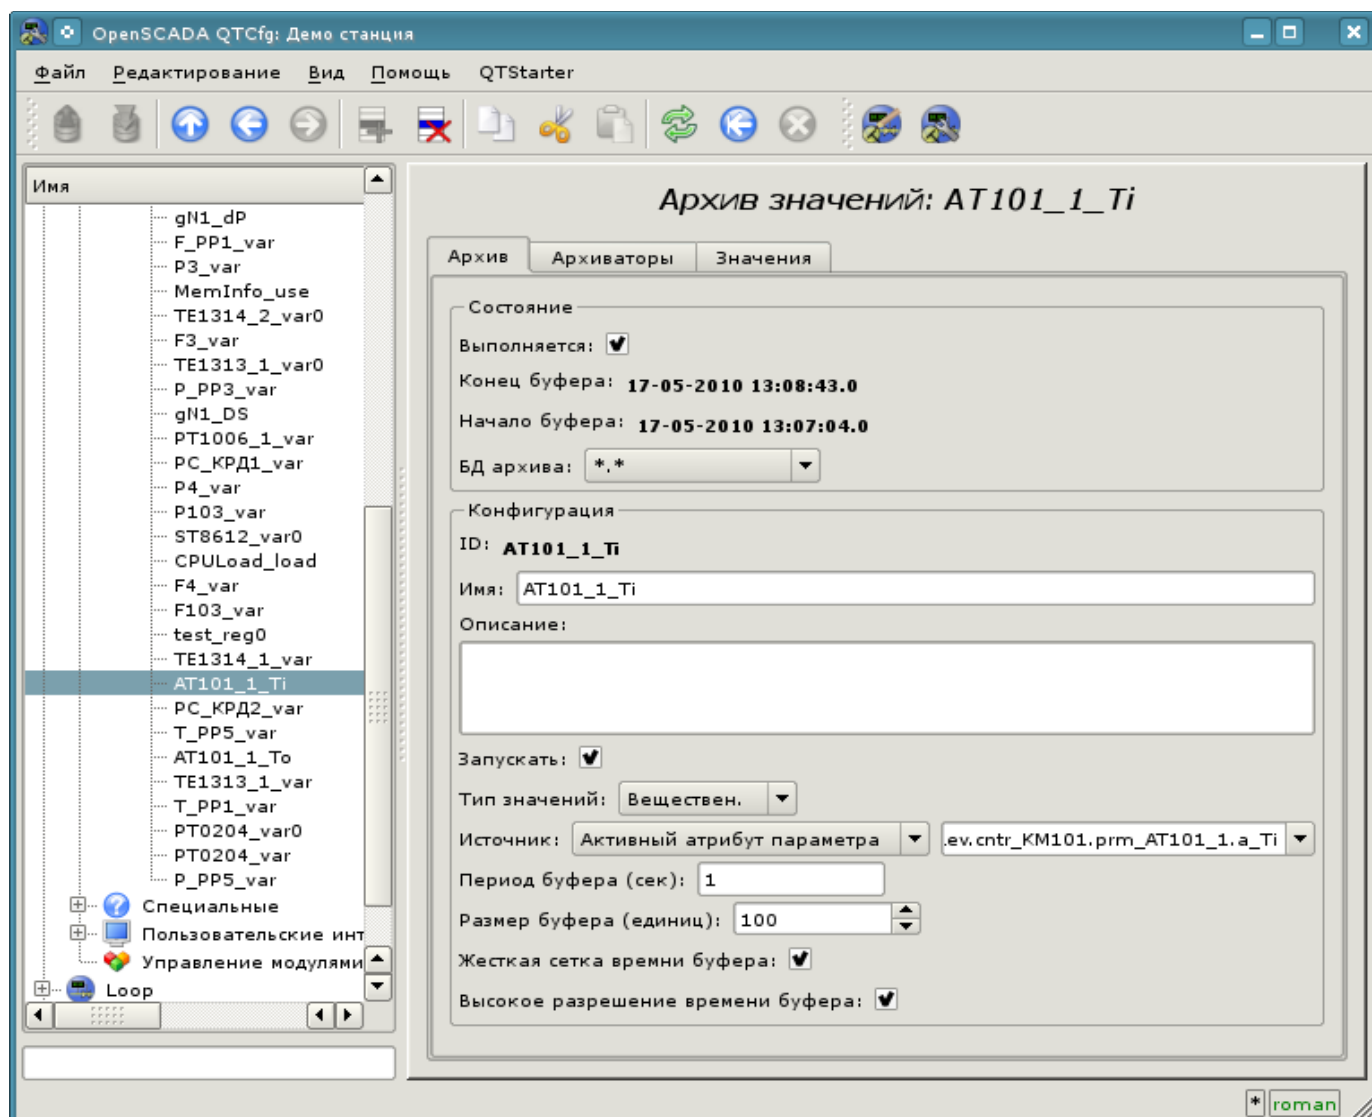 OpenSCADA QTCfg: Демо станция
Файл Редактирование Вид Помощь QTStarter
Имя
gN1_dP
F_PP1_var
P3_var
MemInfo_use
TE1314_2_var0
F3_var
TE1313_1_var0
P_PP3_var
gN1_DS
PT1006_1_var
PC_КРД1_var
P4_var
P103_var
ST8612_var0
CPULoad_load
F4_var
F103_var
test_reg0
TE1314_1_var
AT101_1_Ti
PC_КРД2_var
T_PP5_var
AT101_1_To
TE1313_1_var
T_PP1_var
PT0204_var0
PT0204_var
P_PP5_var
Специальные
Пользовательские инт
Управление модулями
Loop
Архив значений: AT101_1_Ti
Архив Архиваторы Значения
Состояние
Выполняется:
Конец буфера: 17-05-2010 13:08:43.0
Начало буфера: 17-05-2010 13:07:04.0
БД архива: *.*
Конфигурация
ID: AT101_1_Ti
Имя: AT101_1_Ti
Описание:
Запускать:
Тип значений: Веществен.
Источник: Активный атрибут параметра .ev.cntr_KM101.prm_AT101_1.a_Ti
Период буфера (сек): 1
Размер буфера (единиц): 100
Жесткая сетка времни буфера:
Высокое разрешение времени буфера:
* roman